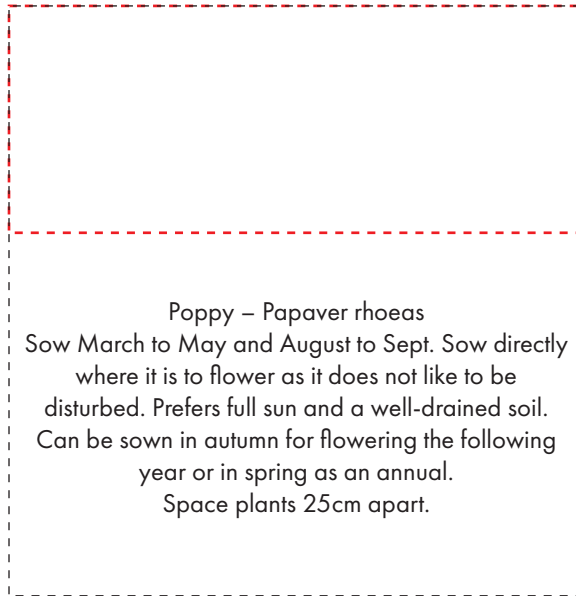 Poppy – Papaver rhoeas
Sow March to May and August to Sept. Sow directly
where it is to flower as it does not like to be
disturbed. Prefers full sun and a well-drained soil.
Can be sown in autumn for flowering the following
year or in spring as an annual.
Space plants 25cm apart.